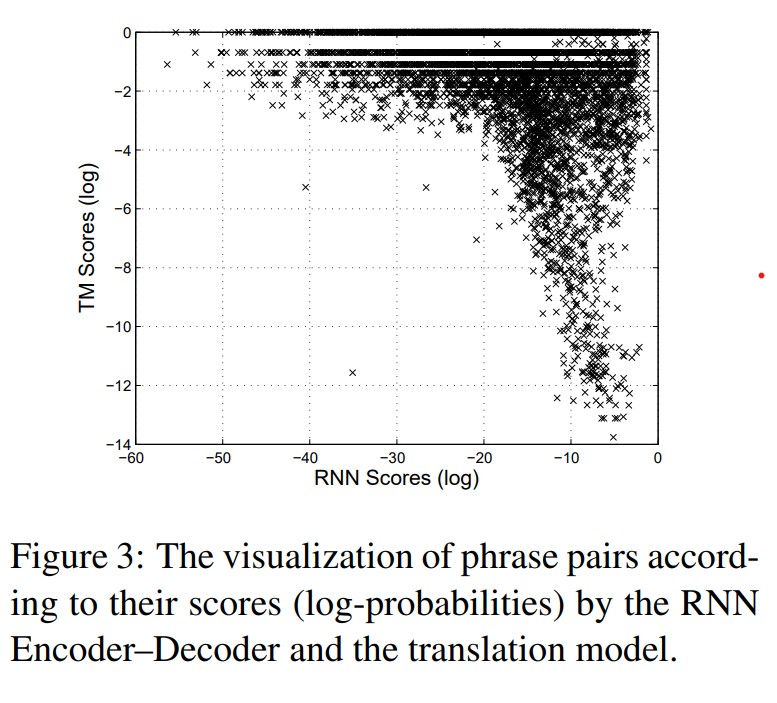 0
−2
−4
−6
−8
−10
−12
−14
TM Scores (log)
−60 −50 −40 −30 −20 −10 0
RNN Scores (log)
Figure 3: The visualization of phrase pairs accord-
ing to their scores (log-probabilities) by the RNN
Encoder–Decoder and the translation model.